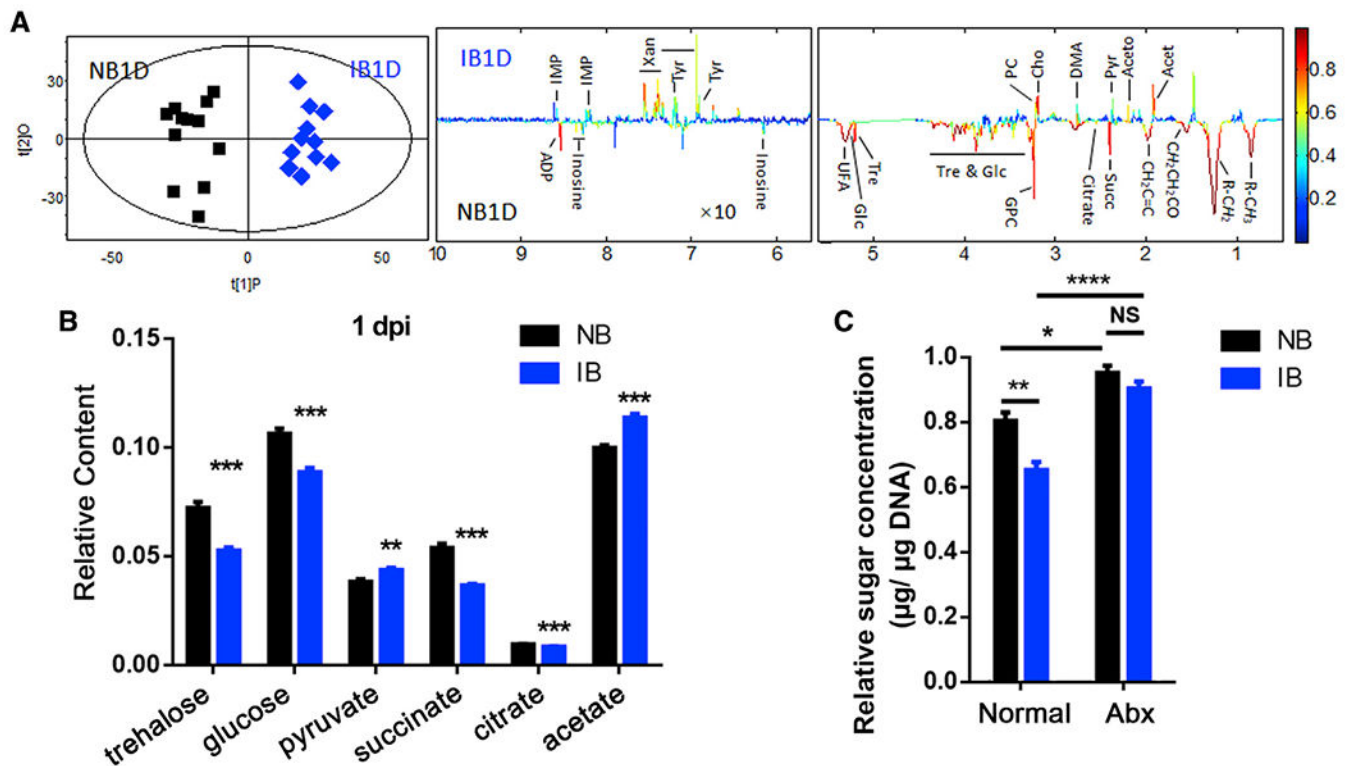 A
NB1D
IB1D
30
0
-30
t[2]O
-50
0
50
t[1]P
IB1D
IMP
IMP
Xan
Tyr
Tyr
ADP
Inosine
Inosine
NB1D
×10
10
9
8
7
6
PC
Cho
DMA
Pyr
Aceto
Acet
UFA
Glc
Tre
Tre & Glc
GPC
Citrate
Succ
CH₂C=C
CH₂CH₂CO
R-CH₂
R-CH₃
5
4
3
2
1
0.8
0.6
0.4
0.2
B
1 dpi
NB
IB
Relative Content
0.15
0.10
0.05
0.00
***
***
**
***
***
***
trehalose
glucose
pyruvate
succinate
citrate
acetate
C
****
NS
*
**
NB
IB
Relative sugar concentration
(µg/ µg DNA)
1.0
0.8
0.6
0.4
0.2
0.0
Normal
Abx